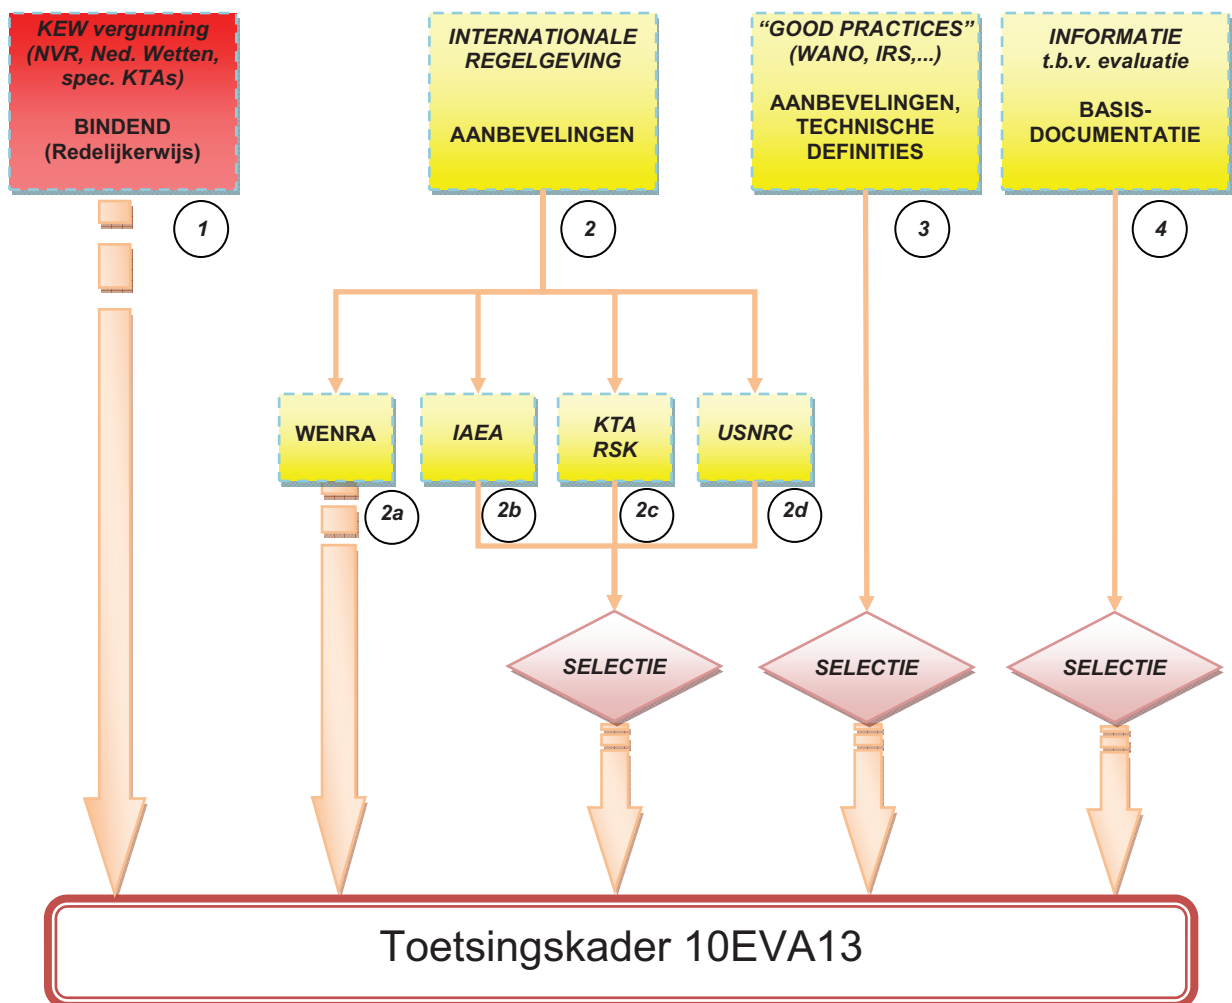 KEW vergunning
(NVR, Ned. Wetten,
spec. KTAs)
BINDEND
(Redelijkerwijs)
1
INTERNATIONALE
REGELGEVING
AANBEVELINGEN
2
“GOOD PRACTICES”
(WANO, IRS,...)
AANBEVELINGEN,
TECHNISCHE
DEFINITIES
3
INFORMATIE
t.b.v. evaluatie
BASIS-
DOCUMENTATIE
4
WENRA
2a
IAEA
2b
KTA
RSK
2c
USNRC
2d
SELECTIE
SELECTIE
SELECTIE
Toetsingskader 10EVA13